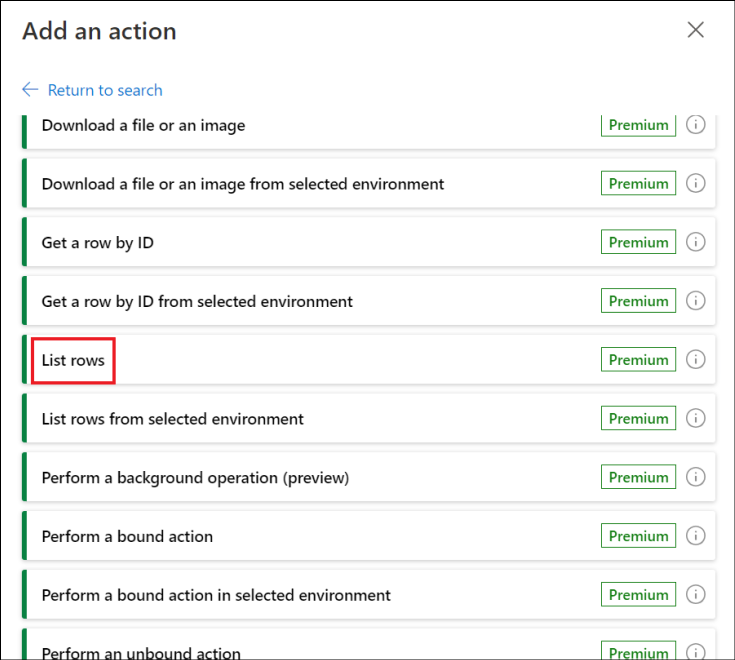 Add an action
Return to search
Download a file or an image Premium
Download a file or an image from selected environment Premium
Get a row by ID Premium
Get a row by ID from selected environment Premium
List rows Premium
List rows from selected environment Premium
Perform a background operation (preview) Premium
Perform a bound action Premium
Perform a bound action in selected environment Premium
Perform an unbound action Premium